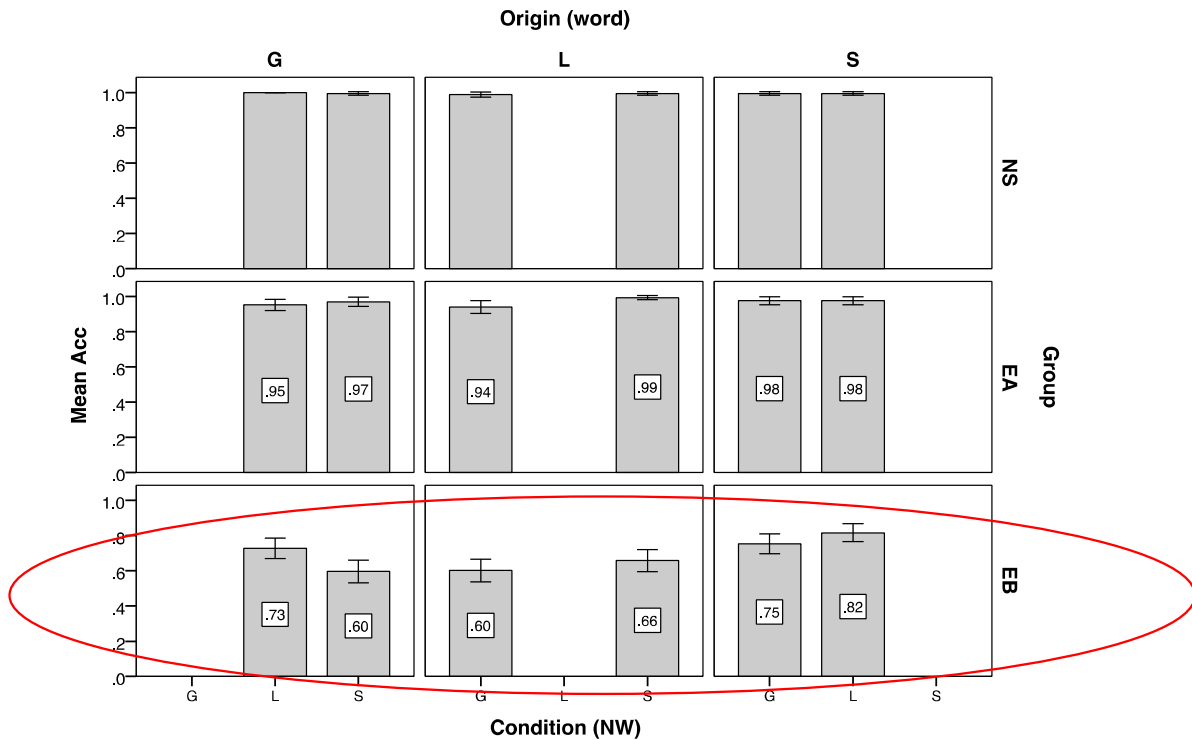 Origin (word)
G L S
1.0
.8
.6
.4
.2
.0
NS
1.0
.8
.6
.4
.2
.0
.95 .97 .94 .99 .98 .98
EA
1.0
.8
.6
.4
.2
.0
.73 .60 .60 .66 .75 .82
EB
Mean Acc
Group
G L S G L S G L S
Condition (NW)